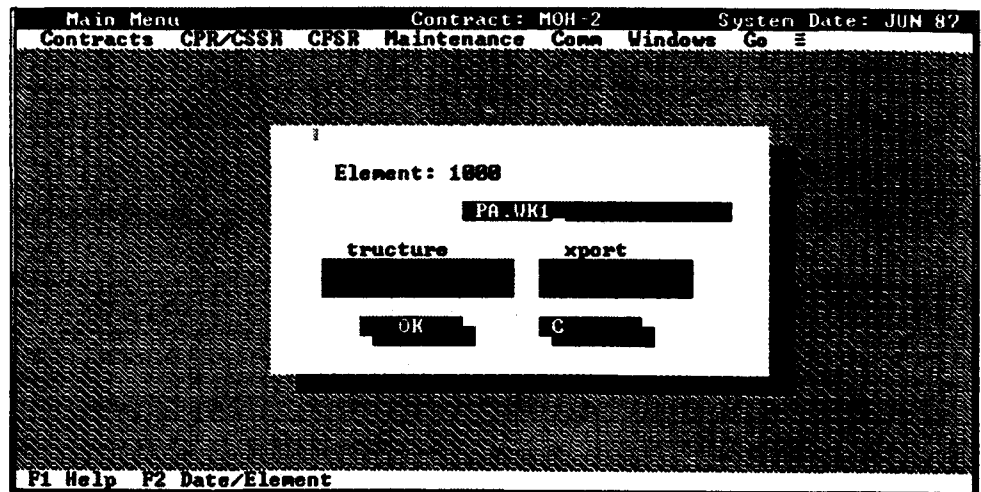 Main Menu Contract: MOH-2 System Date: JUN 87
Contracts CPR/CSSR CPSR Maintenance Comm Windows Go ≡
Element: 1000
PA.WK1
tructure xport
OK C
F1 Help F2 Date/Element